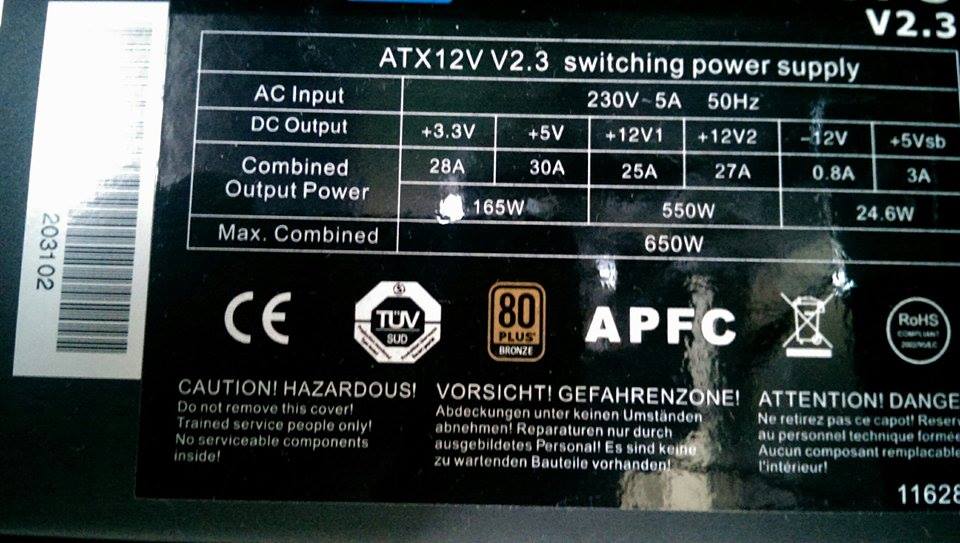 V2.3
ATX12V V2.3 switching power supply
AC Input 230V~5A 50Hz
DC Output +3.3V +5V +12V1 +12V2 -12V +5Vsb
Combined Output Power 28A 30A 25A 27A 0.8A 3A
165W 550W 24.6W
Max. Combined 650W
203102
CE
TÜV
SUD
80
PLUS
BRONZE
APFC
RoHS
COMPLIANT
CAUTION! HAZARDOUS!
Do not remove this cover!
Trained service people only!
No serviceable components
inside!
VORSICHT! GEFAHRENZONE!
Abdeckungen unter keinen Umständen
abnehmen! Reparaturen nur durch
ausgebildetes Personal! Es sind keine
zu wartenden Bauteile vorhanden!
ATTENTION! DANGE
Ne retirez pas ce capot! Reserv
au personnel technique formée
Aucun composant remplacable
l'intérieur!
11628